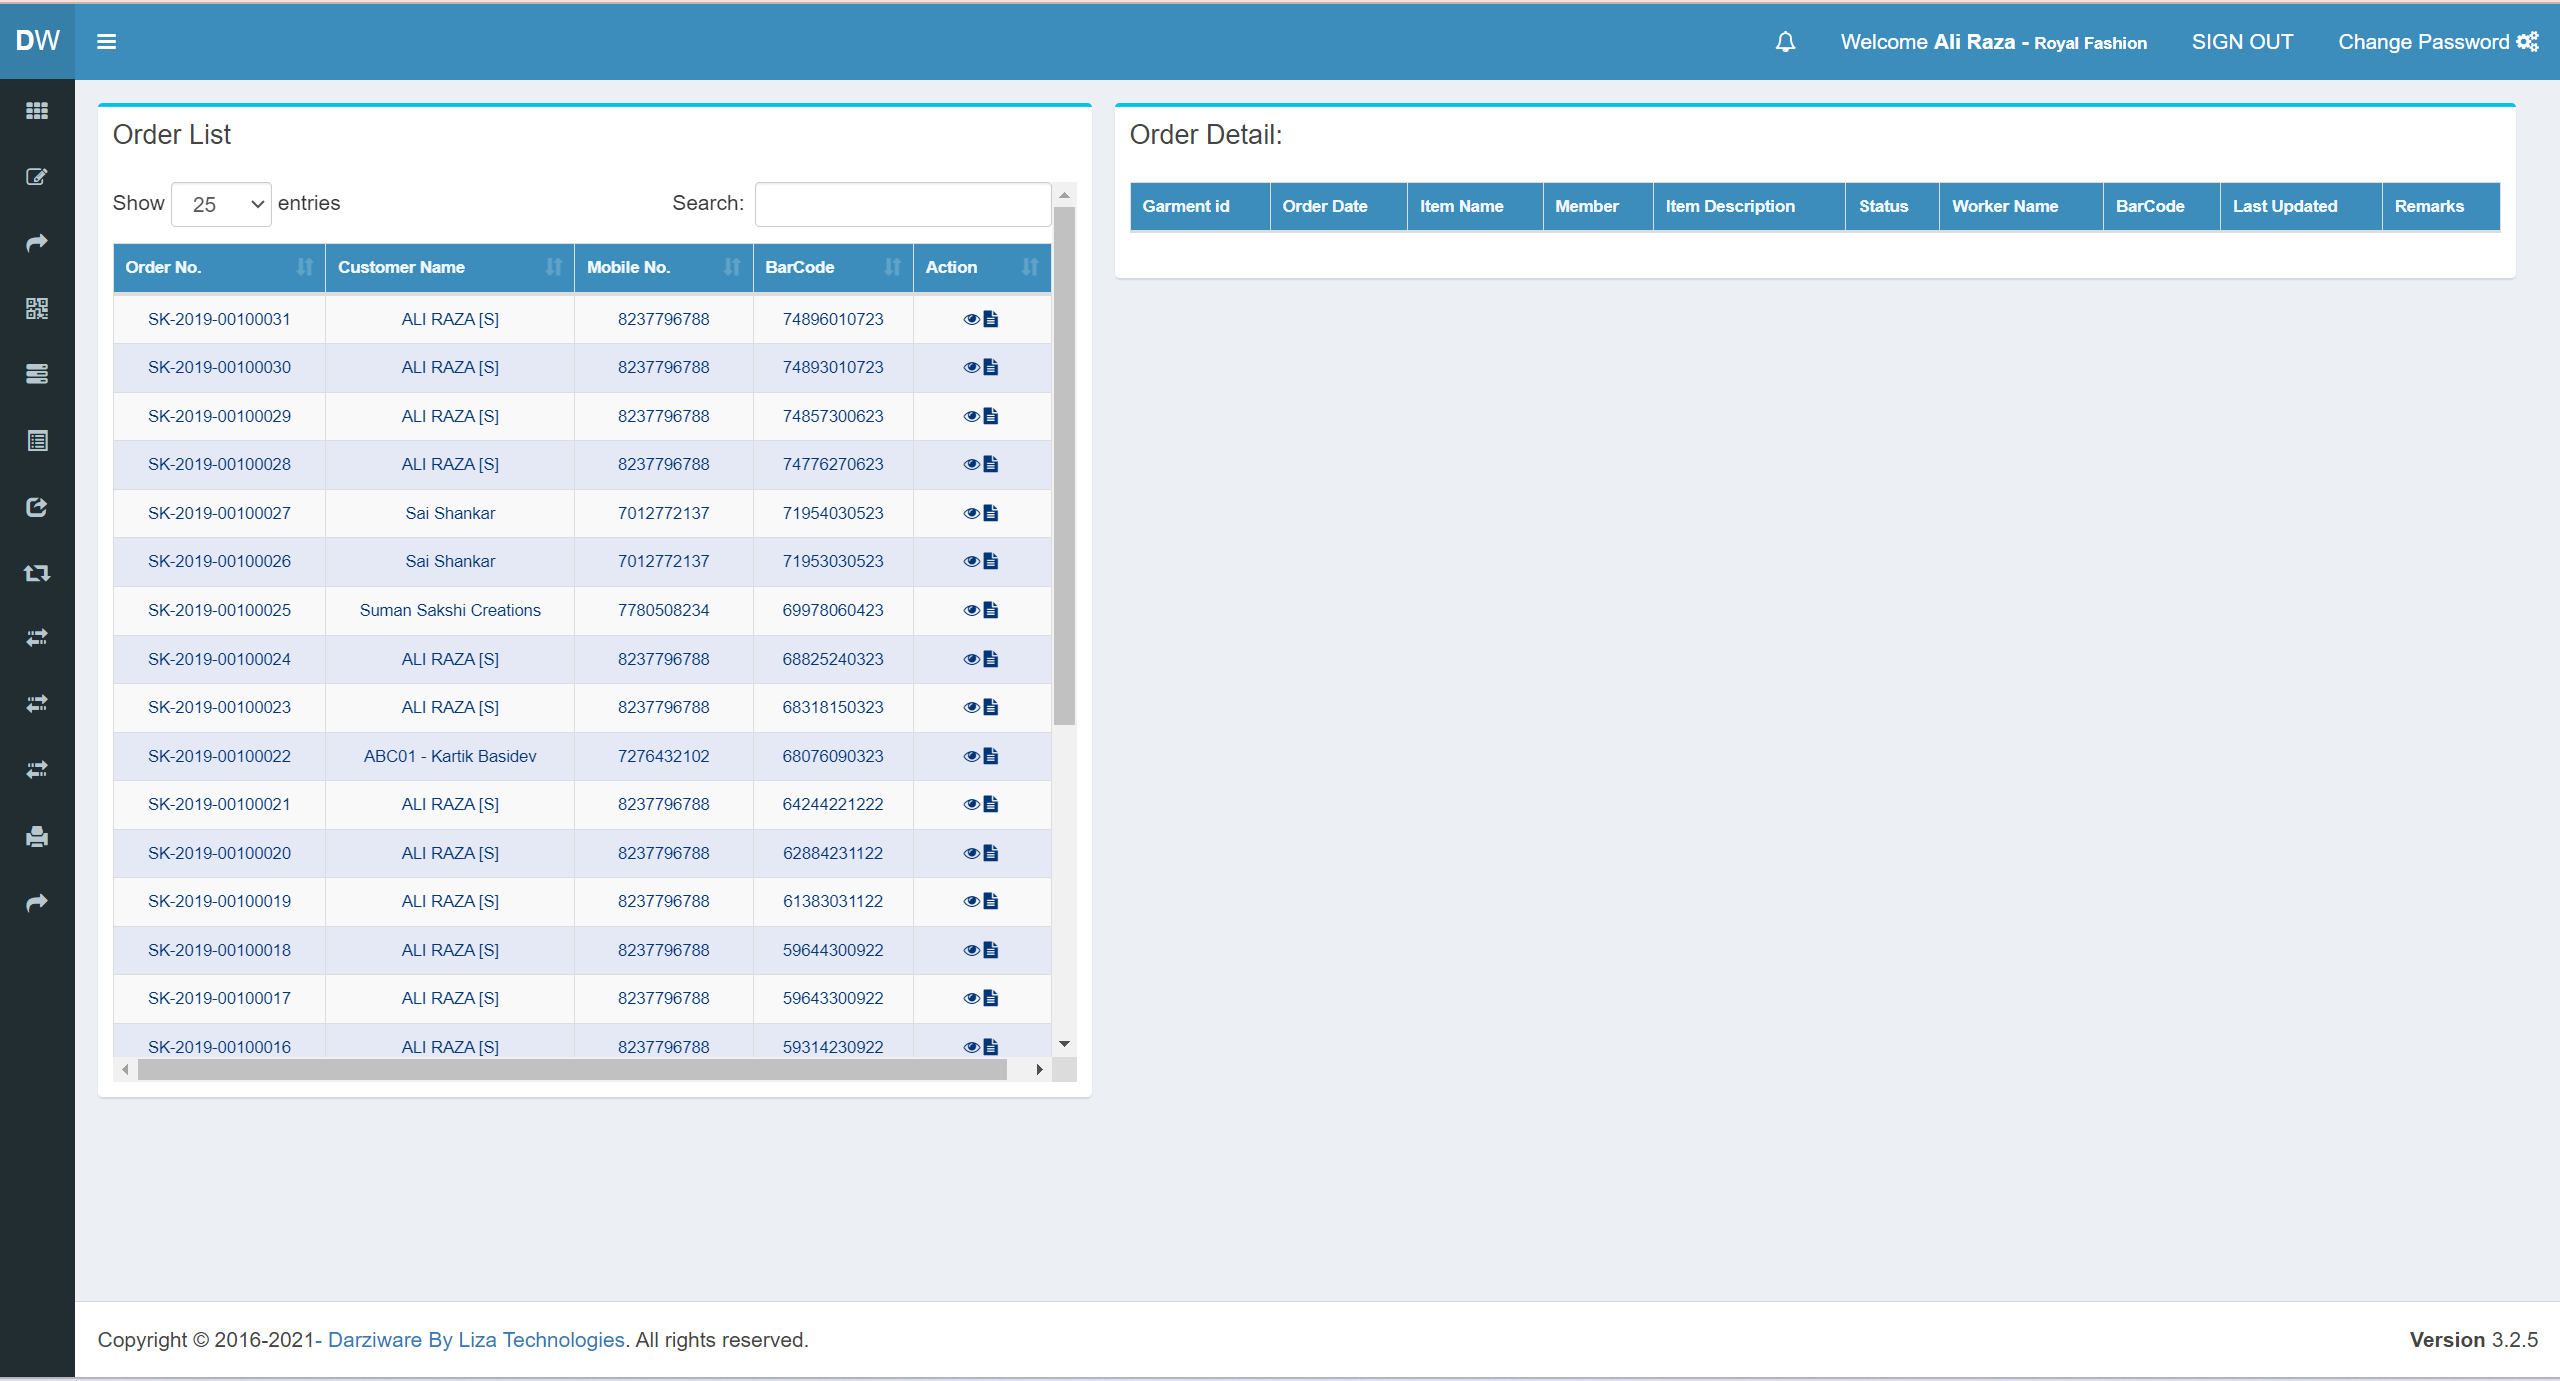 DW
Welcome Ali Raza - Royal Fashion SIGN OUT Change Password
Order List
Show 25 entries Search:
Order No. Customer Name Mobile No. BarCode Action
SK-2019-00100031 ALI RAZA [S] 8237796788 74896010723
SK-2019-00100030 ALI RAZA [S] 8237796788 74893010723
SK-2019-00100029 ALI RAZA [S] 8237796788 74857300623
SK-2019-00100028 ALI RAZA [S] 8237796788 74776270623
SK-2019-00100027 Sai Shankar 7012772137 71954030523
SK-2019-00100026 Sai Shankar 7012772137 71953030523
SK-2019-00100025 Suman Sakshi Creations 7780508234 69978060423
SK-2019-00100024 ALI RAZA [S] 8237796788 68825240323
SK-2019-00100023 ALI RAZA [S] 8237796788 68318150323
SK-2019-00100022 ABC01 - Kartik Basidev 7276432102 68076090323
SK-2019-00100021 ALI RAZA [S] 8237796788 64244221222
SK-2019-00100020 ALI RAZA [S] 8237796788 62884231122
SK-2019-00100019 ALI RAZA [S] 8237796788 61383031122
SK-2019-00100018 ALI RAZA [S] 8237796788 59644300922
SK-2019-00100017 ALI RAZA [S] 8237796788 59643300922
SK-2019-00100016 ALI RAZA [S] 8237796788 59314230922
Order Detail:
Garment id Order Date Item Name Member Item Description Status Worker Name BarCode Last Updated Remarks
Copyright © 2016-2021- Darziware By Liza Technologies. All rights reserved.
Version 3.2.5